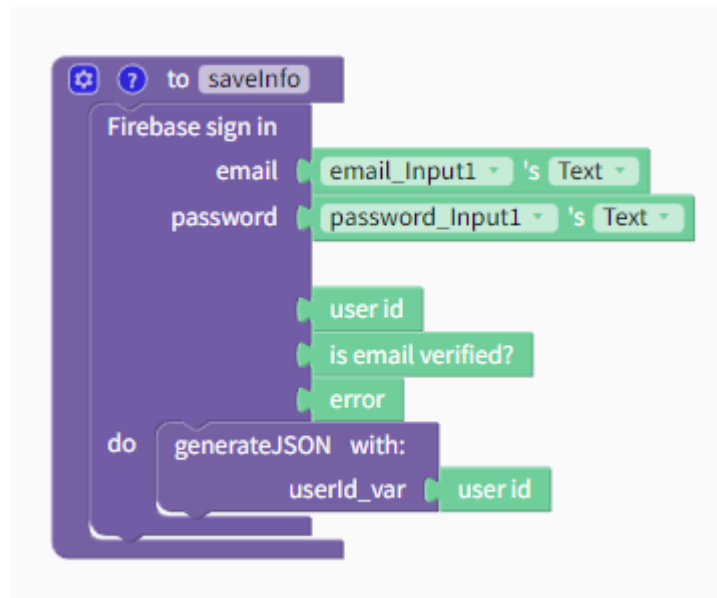 ? to saveInfo
Firebase sign in
email email_Input1 's Text
password password_Input1 's Text
user id
is email verified?
error
do generateJSON with:
userId_var user id